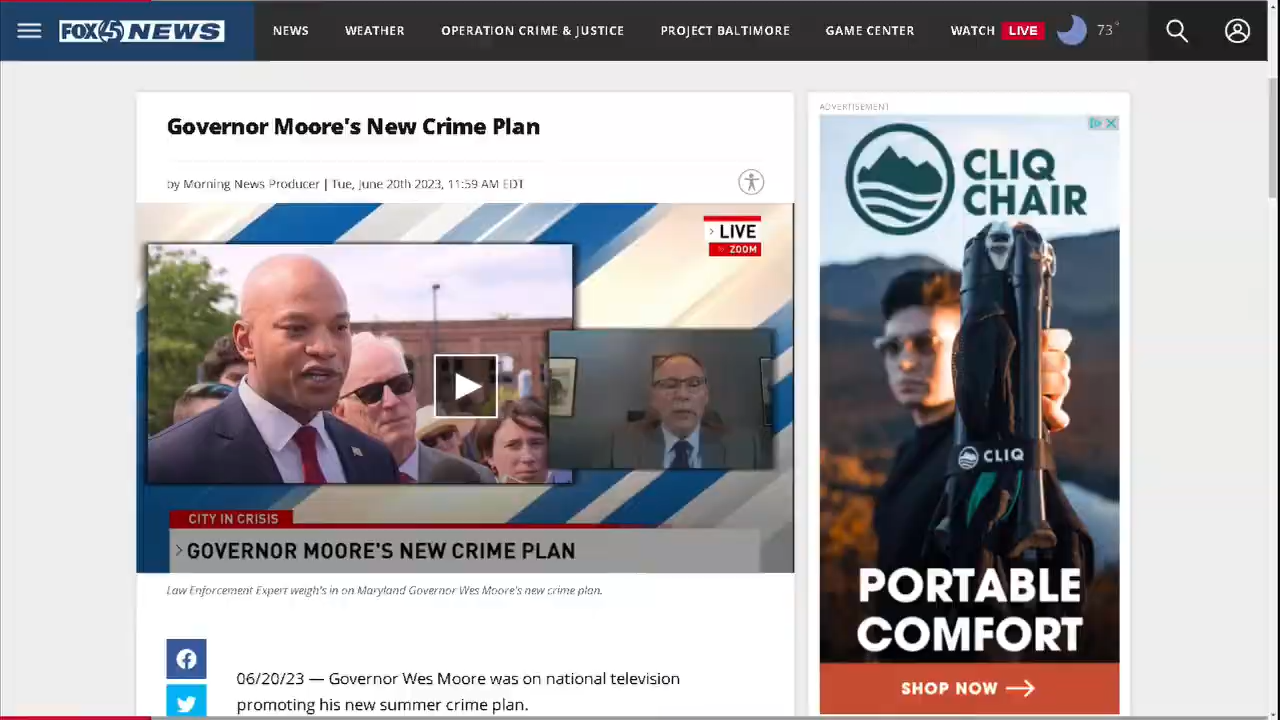 FOX 5 NEWS
NEWS WEATHER OPERATION CRIME & JUSTICE PROJECT BALTIMORE GAME CENTER WATCH LIVE 73°
Governor Moore's New Crime Plan
by Morning News Producer | Tue, June 20th 2023, 11:59 AM EDT
LIVE
ZOOM
CITY IN CRISIS
GOVERNOR MOORE'S NEW CRIME PLAN
Law Enforcement Expert weigh's in on Maryland Governor Wes Moore's new crime plan.
06/20/23 — Governor Wes Moore was on national television
promoting his new summer crime plan.
ADVERTISEMENT
CLIQ
CHAIR
CLIQ
PORTABLE
COMFORT
SHOP NOW